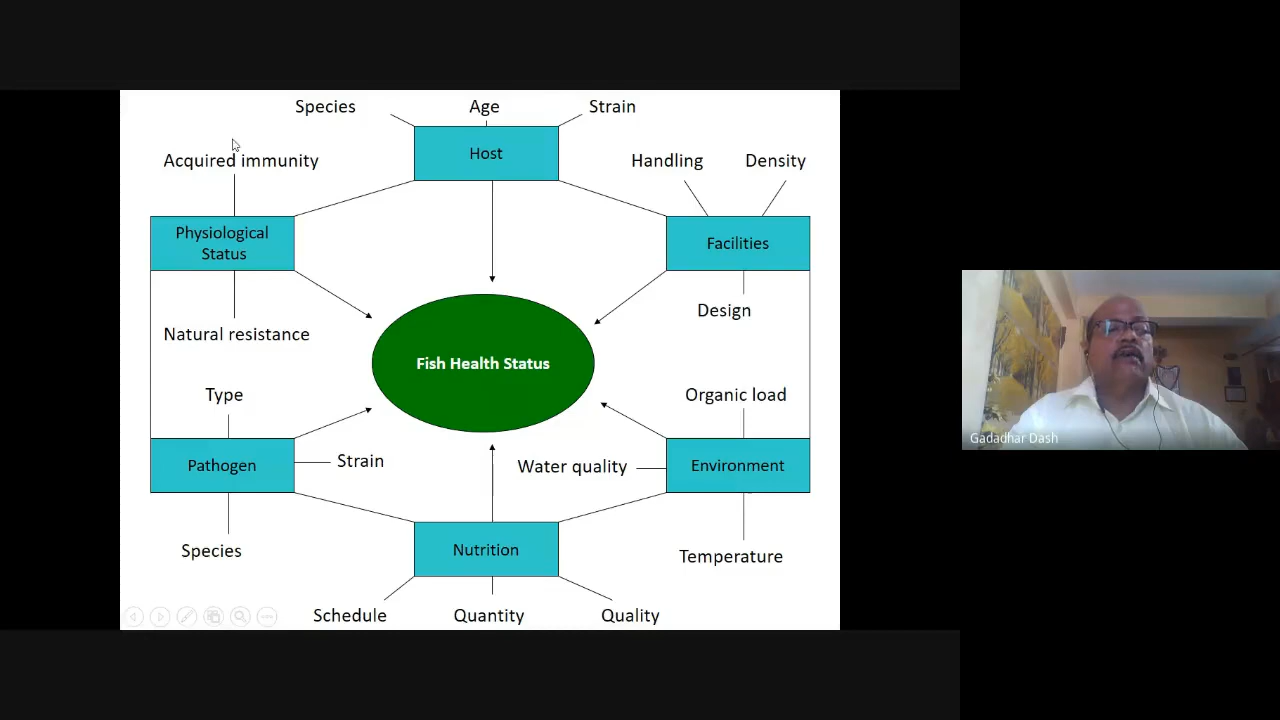 Species
Age
Strain
Host
Acquired immunity
Handling
Density
Physiological
Status
Facilities
Natural resistance
Design
Fish Health Status
Type
Organic load
Pathogen
Strain
Water quality
Environment
Species
Nutrition
Temperature
Schedule
Quantity
Quality
Gadadhar Dash